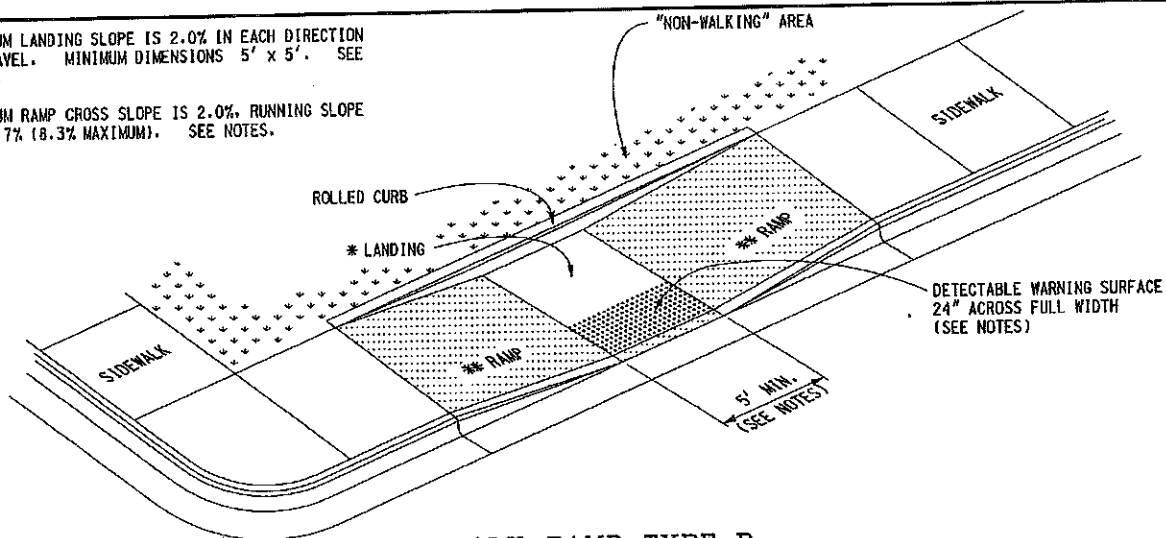 UM LANDING SLOPE IS 2.0% IN EACH DIRECTION
AVEL. MINIMUM DIMENSIONS 5' x 5'. SEE
UM RAMP CROSS SLOPE IS 2.0%. RUNNING SLOPE
7% (8.3% MAXIMUM). SEE NOTES.
"NON-WALKING" AREA
SIDEWALK
ROLLED CURB
* LANDING
** RAMP
DETECTABLE WARNING SURFACE
24" ACROSS FULL WIDTH
(SEE NOTES)
SIDEWALK
** RAMP
5' MIN.
(SEE NOTES)
RAMP TYPE